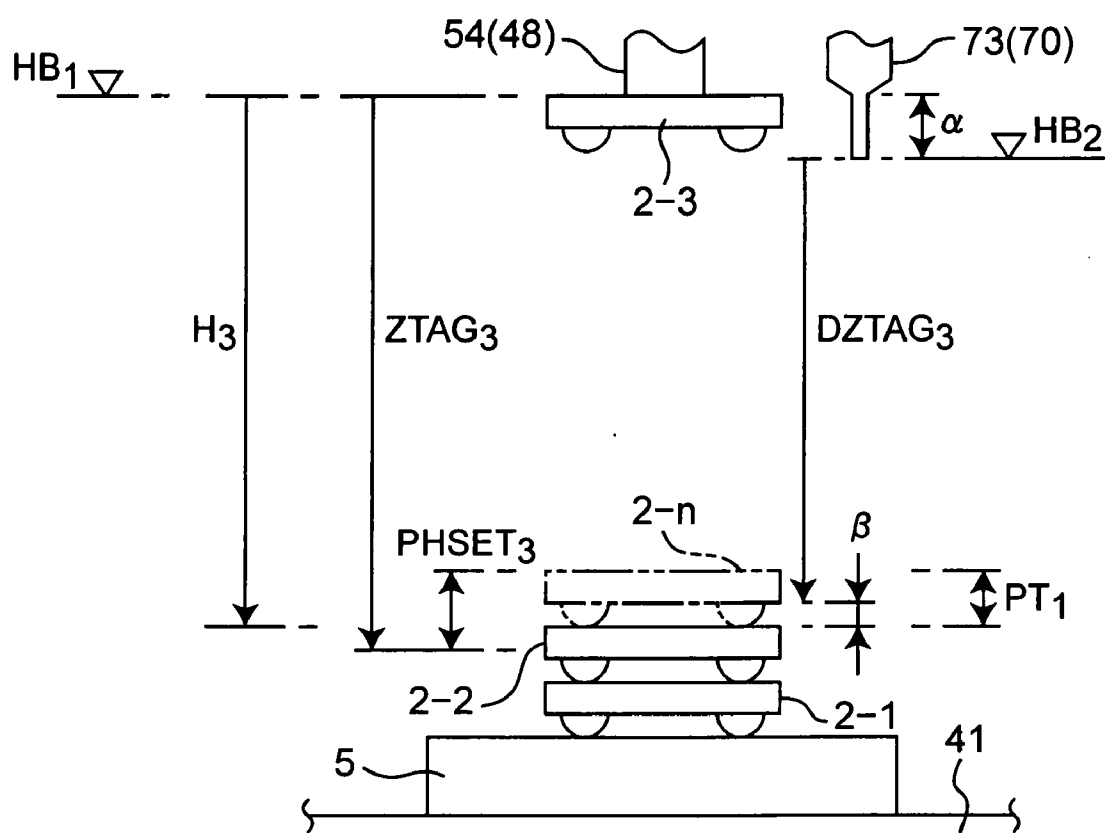 54(48)
73(70)
HB1
α
HB2
2-3
H3
ZTAG3
DZTAG3
2-n
β
PHSET3
PT1
2-2
2-1
5
41